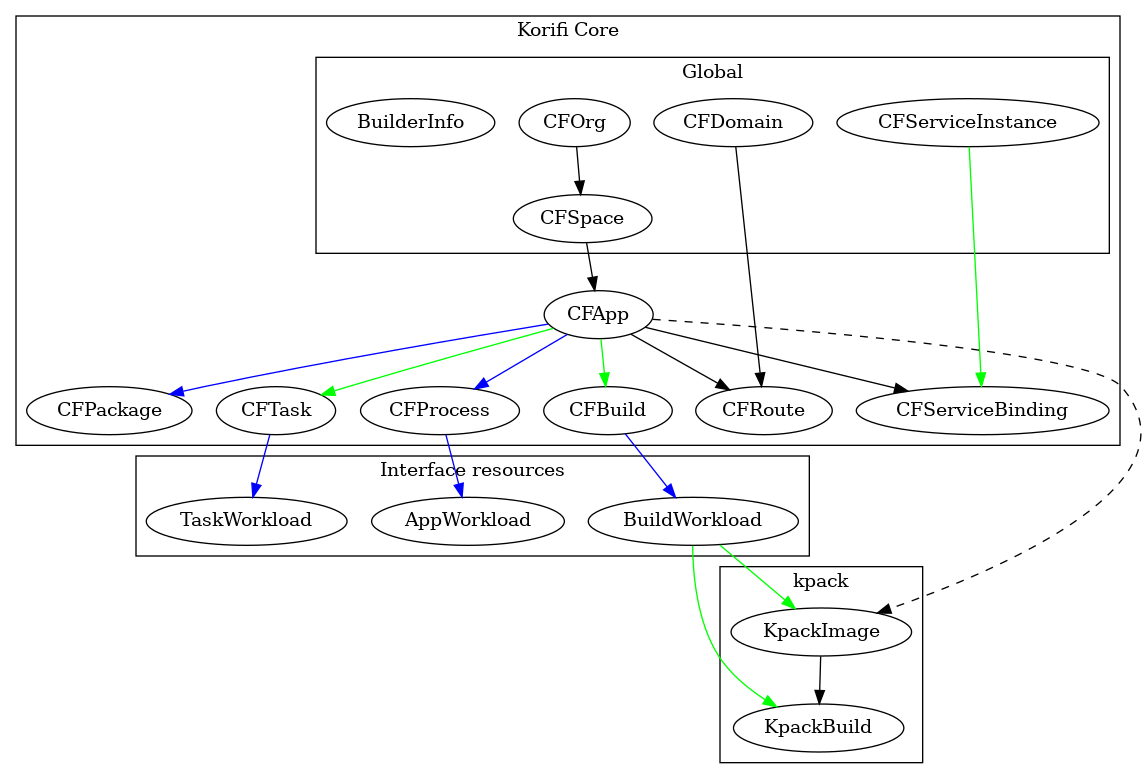 Korifi Core
Global
BuilderInfo
CFOrg
CFDomain
CFServiceInstance
CFSpace
CFApp
CFPackage
CFTask
CFProcess
CFBuild
CFRoute
CFServiceBinding
Interface resources
TaskWorkload
AppWorkload
BuildWorkload
kpack
KpackImage
KpackBuild